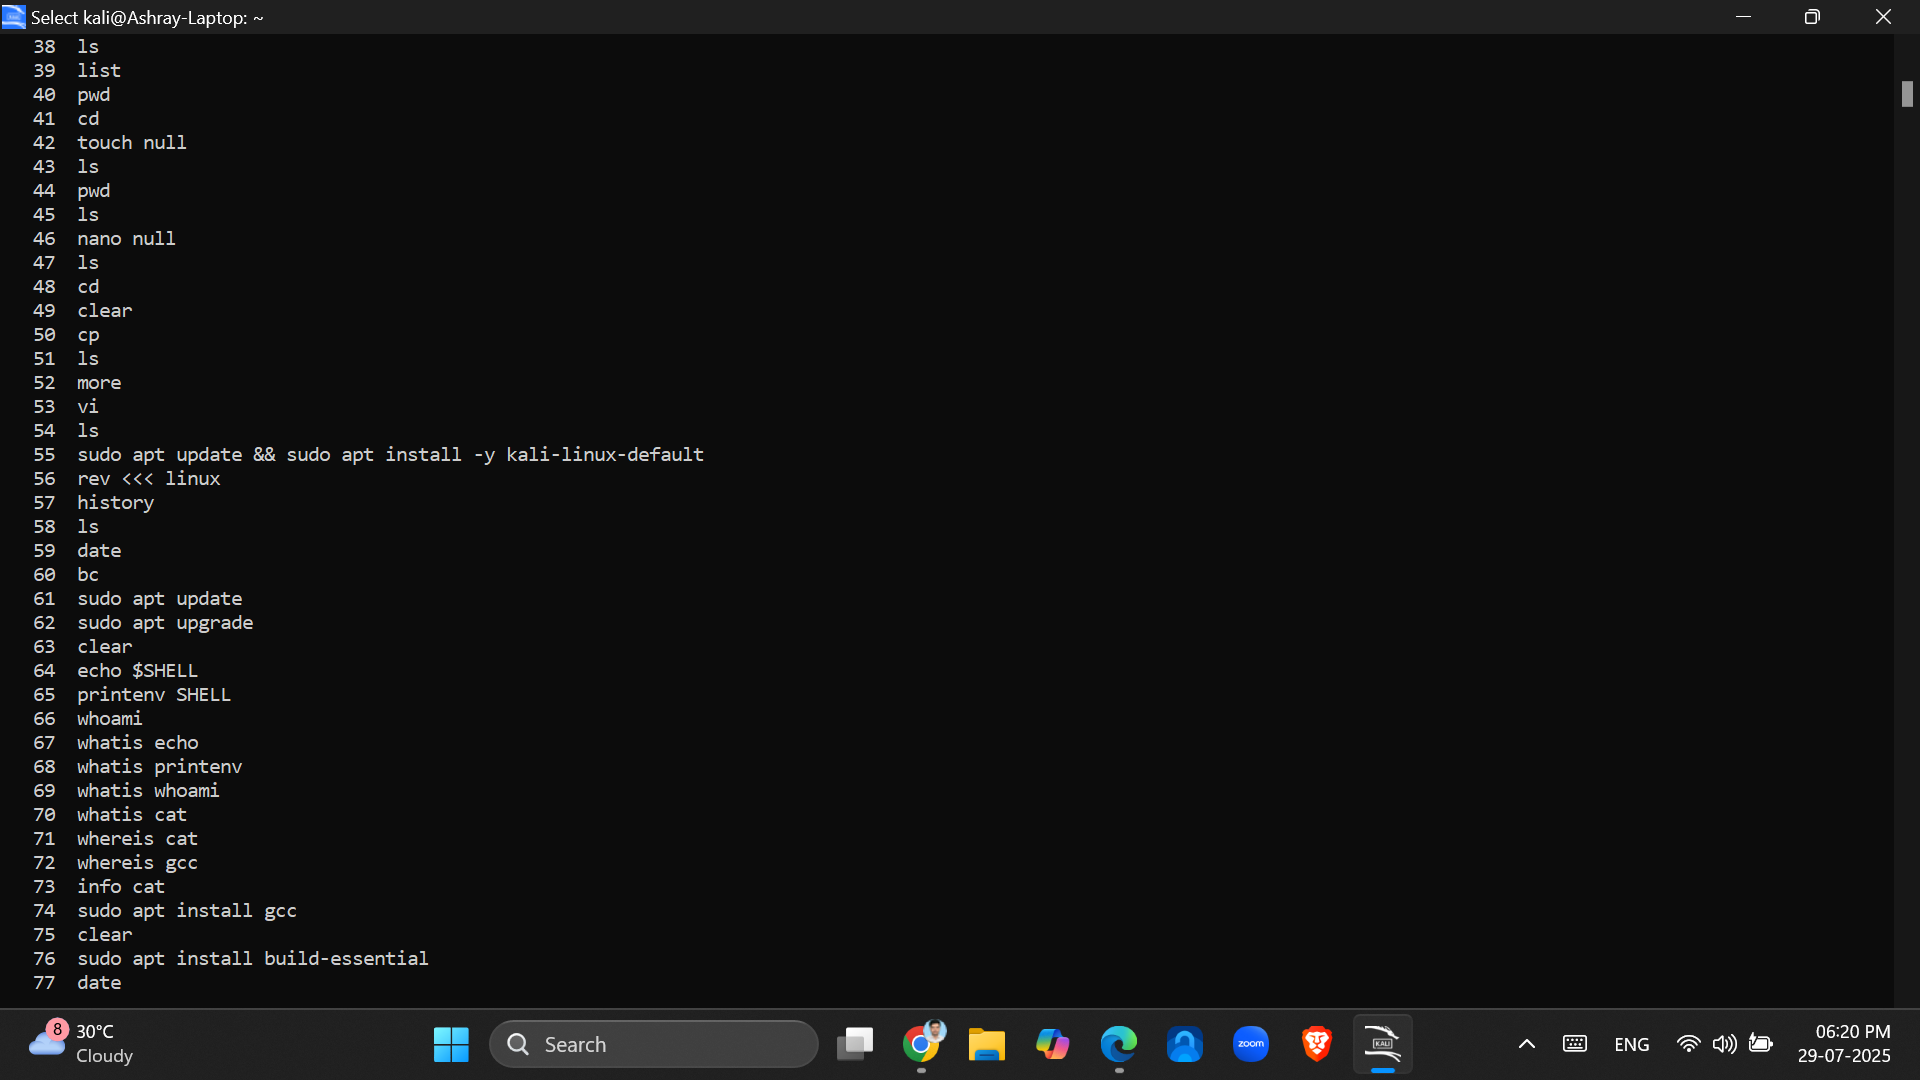 Select kali@Ashray-Laptop: ~
38 ls
39 list
40 pwd
41 cd
42 touch null
43 ls
44 pwd
45 ls
46 nano null
47 ls
48 cd
49 clear
50 cp
51 ls
52 more
53 vi
54 ls
55 sudo apt update && sudo apt install -y kali-linux-default
56 rev <<< linux
57 history
58 ls
59 date
60 bc
61 sudo apt update
62 sudo apt upgrade
63 clear
64 echo $SHELL
65 printenv SHELL
66 whoami
67 whatis echo
68 whatis printenv
69 whatis whoami
70 whatis cat
71 whereis cat
72 whereis gcc
73 info cat
74 sudo apt install gcc
75 clear
76 sudo apt install build-essential
77 date
8 30°C
Cloudy
Search
zoom
KALI
ENG
06:20 PM
29-07-2025